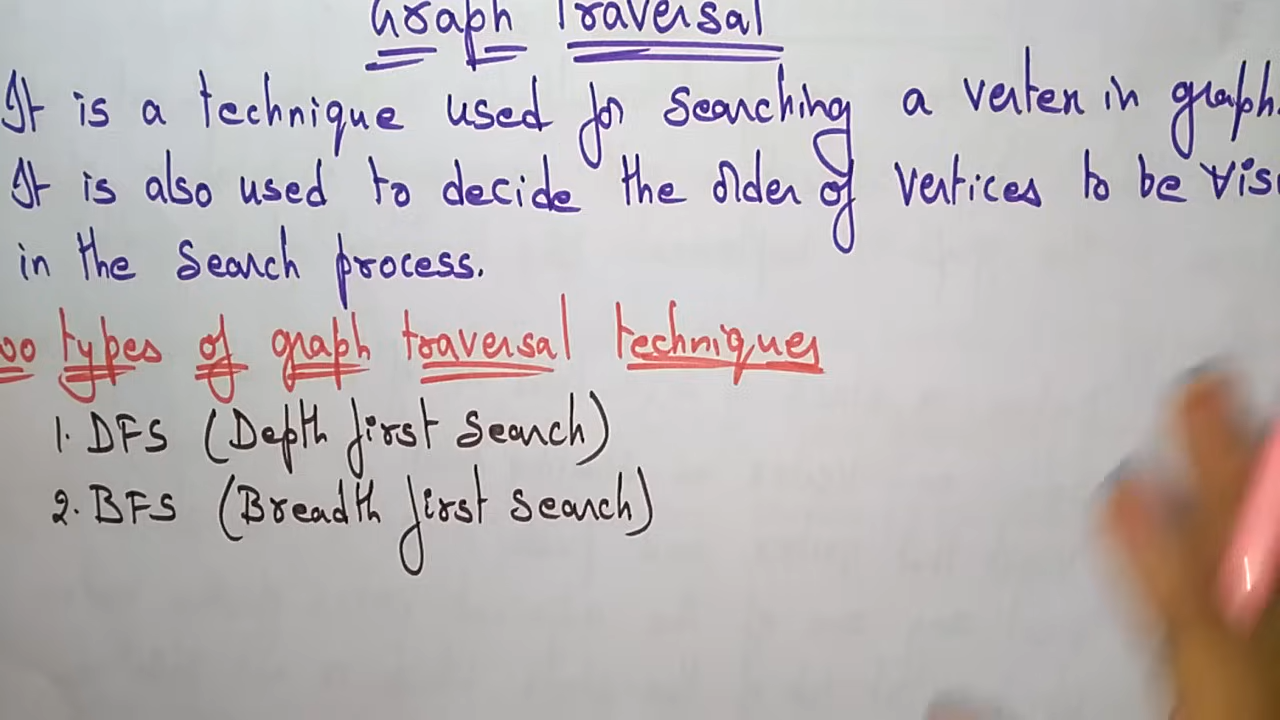 Graph Traversal
It is a technique used for searching a vertex in graph.
It is also used to decide the order of vertices to be
in the search process.
types of graph traversal techniques
1. DFS (Depth first search)
2. BFS (Breadth first search)